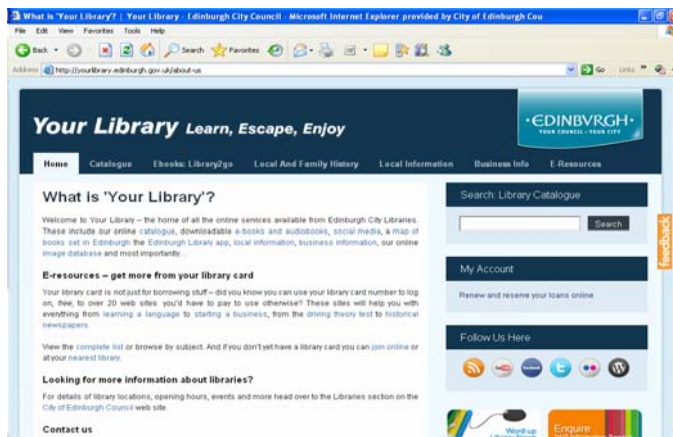 What is 'Your Library'? | Your Library - Edinburgh City Council - Microsoft Internet Explorer provided by City of Edinburgh Cou
File Edit View Favorites Tools Help
Back Search Favorites
Address http://yourlibrary.edinburgh.gov.uk/about-us Go Links
Your Library Learn, Escape, Enjoy
·EDINBVRGH·
YOUR COUNCIL - YOUR CITY
Home Catalogue Ebooks: Library2go Local And Family History Local Information Business Info E-Resources
What is 'Your Library'?
Welcome to Your Library – the home of all the online services available from Edinburgh City Libraries.
These include our online catalogue, downloadable e-books and audiobooks, social media, a map of
books set in Edinburgh the Edinburgh Library app, local information, business information, our online
image database and most importantly...
E-resources – get more from your library card
Your library card is not just for borrowing stuff – did you know you can use your library card number to log
on, free, to over 20 web sites you'd have to pay to use otherwise? These sites will help you with
everything from learning a language to starting a business, from the driving theory test to historical
newspapers.
View the complete list or browse by subject. And if you don't yet have a library card you can join online or
at your nearest library.
Looking for more information about libraries?
For details of library locations, opening hours, events and more head over to the Libraries section on the
City of Edinburgh Council web site.
Contact us
Search: Library Catalogue
Search
feedback
My Account
Renew and reserve your loans online
Follow Us Here
Word-up
Enquire